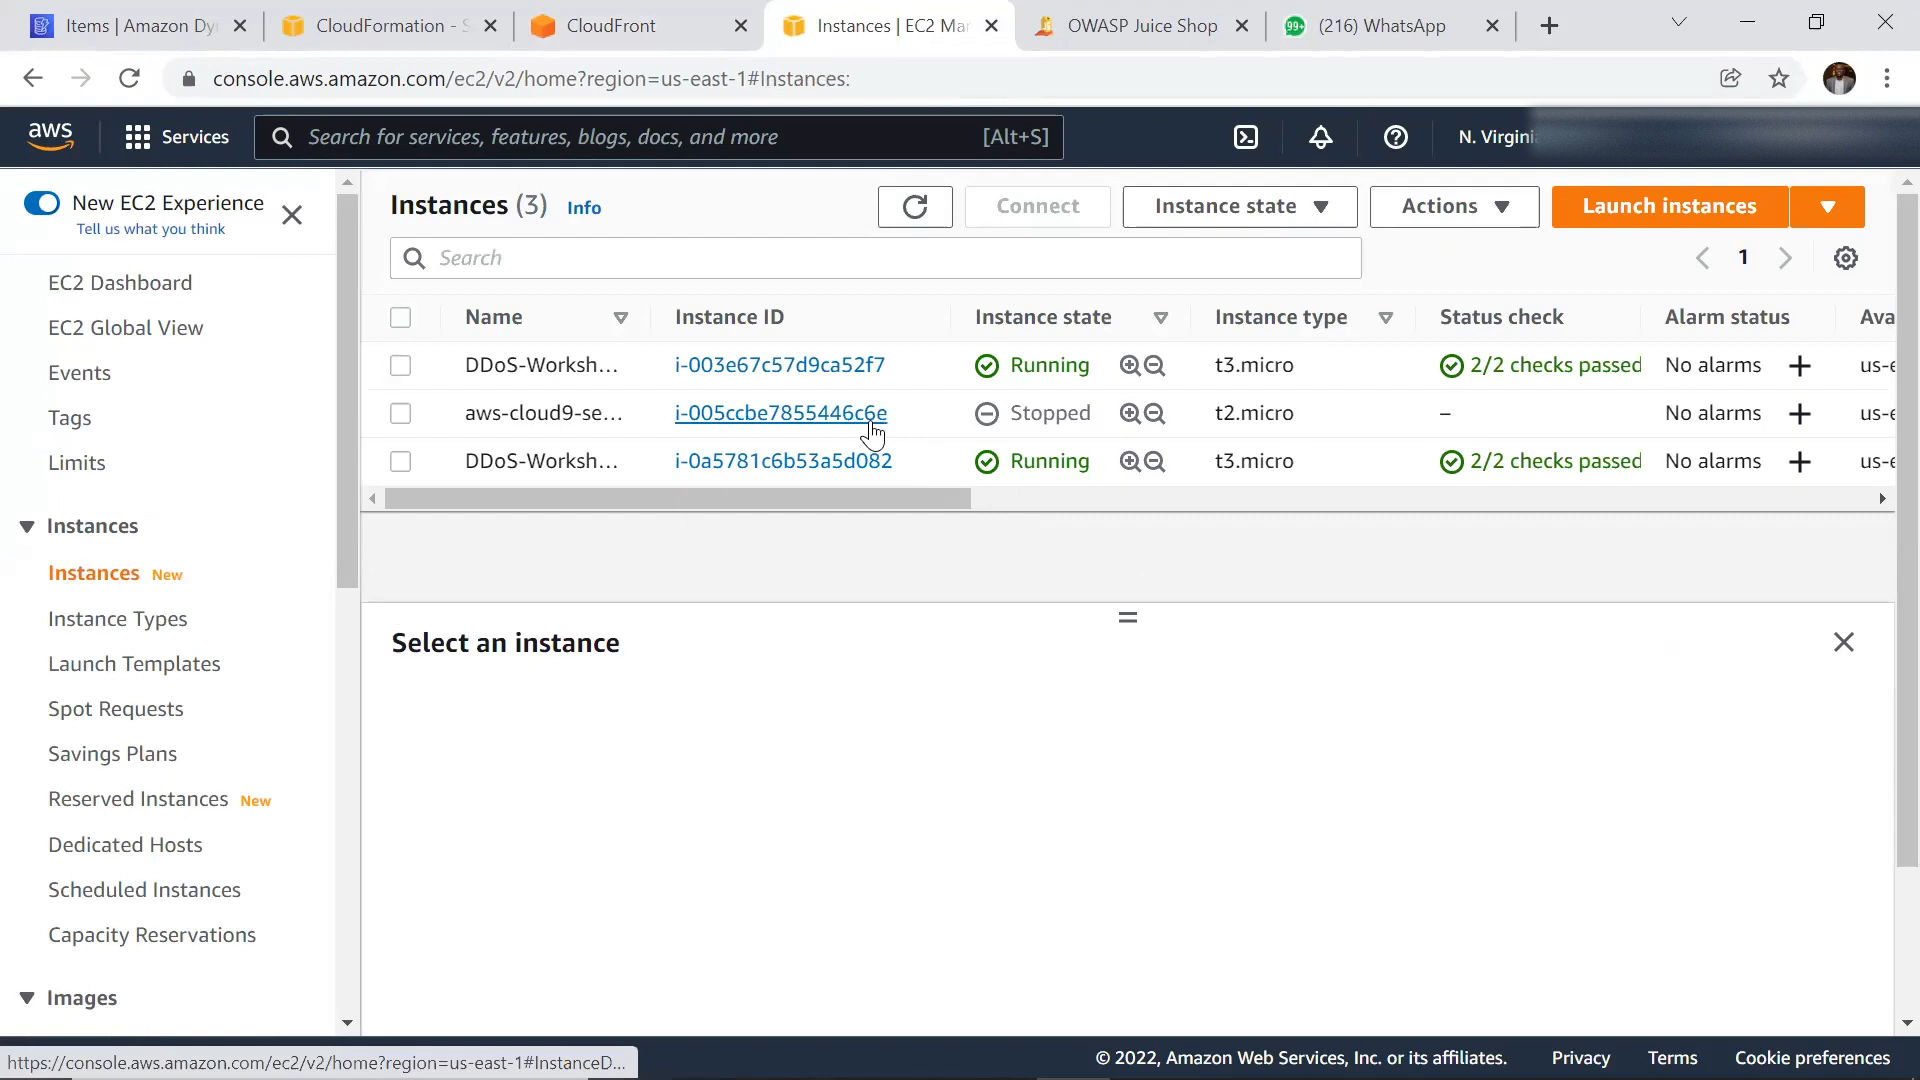 Items | Amazon Dy
CloudFormation - S
CloudFront
Instances | EC2 Mar
OWASP Juice Shop
99+ (216) WhatsApp
console.aws.amazon.com/ec2/v2/home?region=us-east-1#Instances:
aws Services Search for services, features, blogs, docs, and more [Alt+S] N. Virgini
New EC2 Experience
Tell us what you think
EC2 Dashboard
EC2 Global View
Events
Tags
Limits
Instances
Instances New
Instance Types
Launch Templates
Spot Requests
Savings Plans
Reserved Instances New
Dedicated Hosts
Scheduled Instances
Capacity Reservations
Images
Instances (3) Info Connect Instance state Actions Launch instances
Search 1
Name Instance ID Instance state Instance type Status check Alarm status Ava
DDoS-Worksh... i-003e67c57d9ca52f7 Running t3.micro 2/2 checks passed No alarms + us-e
aws-cloud9-se... i-005ccbe7855446c6e Stopped t2.micro – No alarms + us-e
DDoS-Worksh... i-0a5781c6b53a5d082 Running t3.micro 2/2 checks passed No alarms + us-e
Select an instance
https://console.aws.amazon.com/ec2/v2/home?region=us-east-1#InstanceD...
© 2022, Amazon Web Services, Inc. or its affiliates. Privacy Terms Cookie preferences